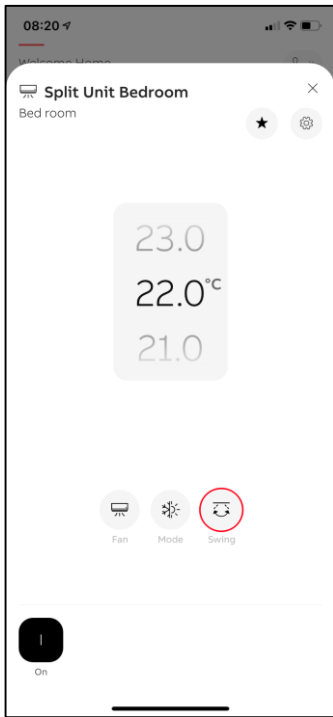 08:20
Welcome Home
Split Unit Bedroom
Bed room
23.0
22.0°C
21.0
Fan Mode Swing
On